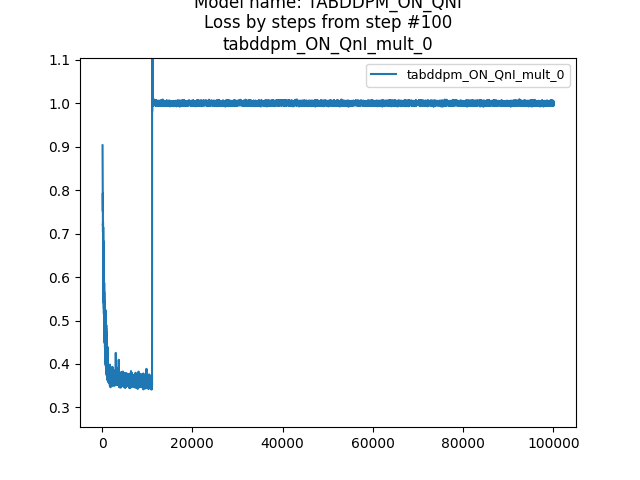 Model name: TABDDPM_ON_QNI
Loss by steps from step #100
tabddpm_ON_QnI_mult_0
1.1
1.0
0.9
0.8
0.7
0.6
0.5
0.4
0.3
tabddpm_ON_QnI_mult_0
0 20000 40000 60000 80000 100000